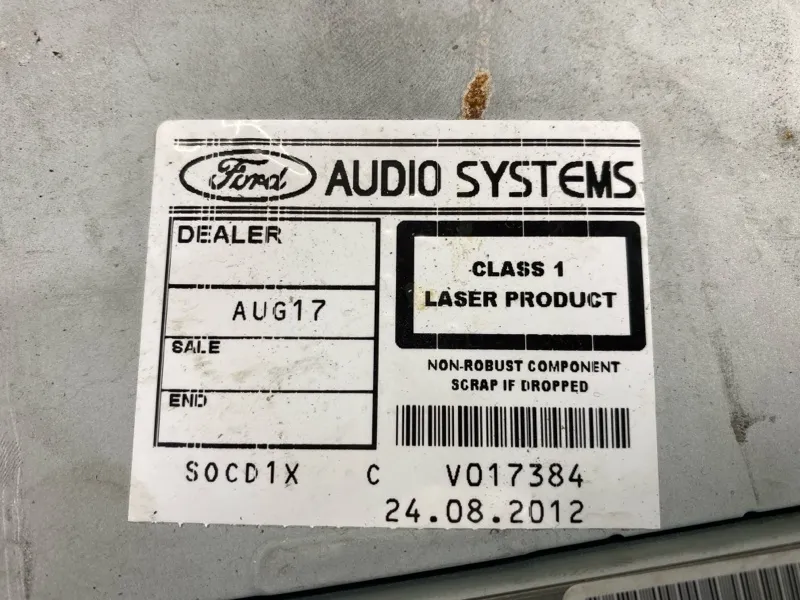 Ford AUDIO SYSTEMS
DEALER
AUG17
SALE
END
CLASS 1
LASER PRODUCT
NON-ROBUST COMPONENT
SCRAP IF DROPPED
SOCD1X C V017384
24.08.2012